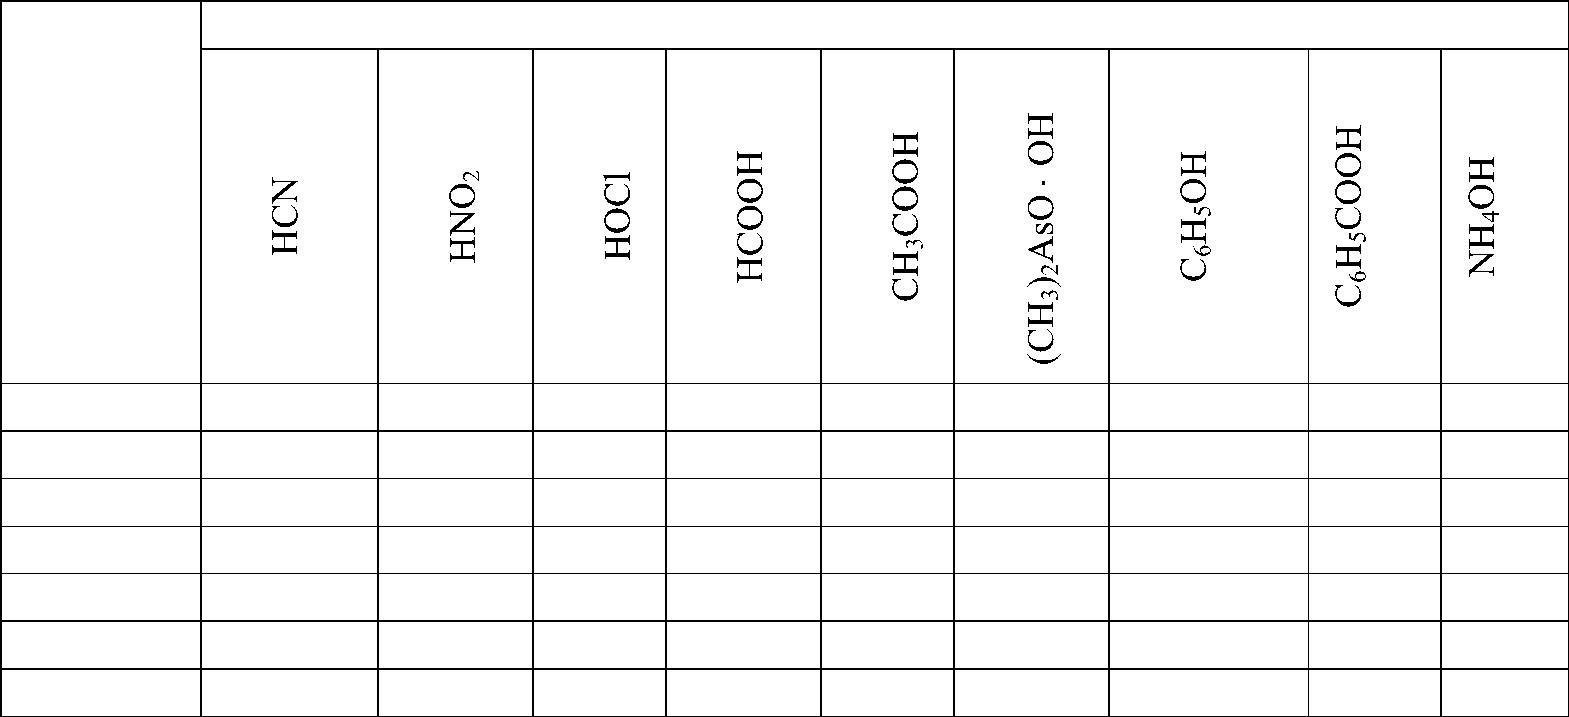 HCN
HNO₂
HOCl
HCOOH
CH₃COOH
(CH₃)₂AsO · OH
C₆H₅OH
C₆H₅COOH
NH₄OH